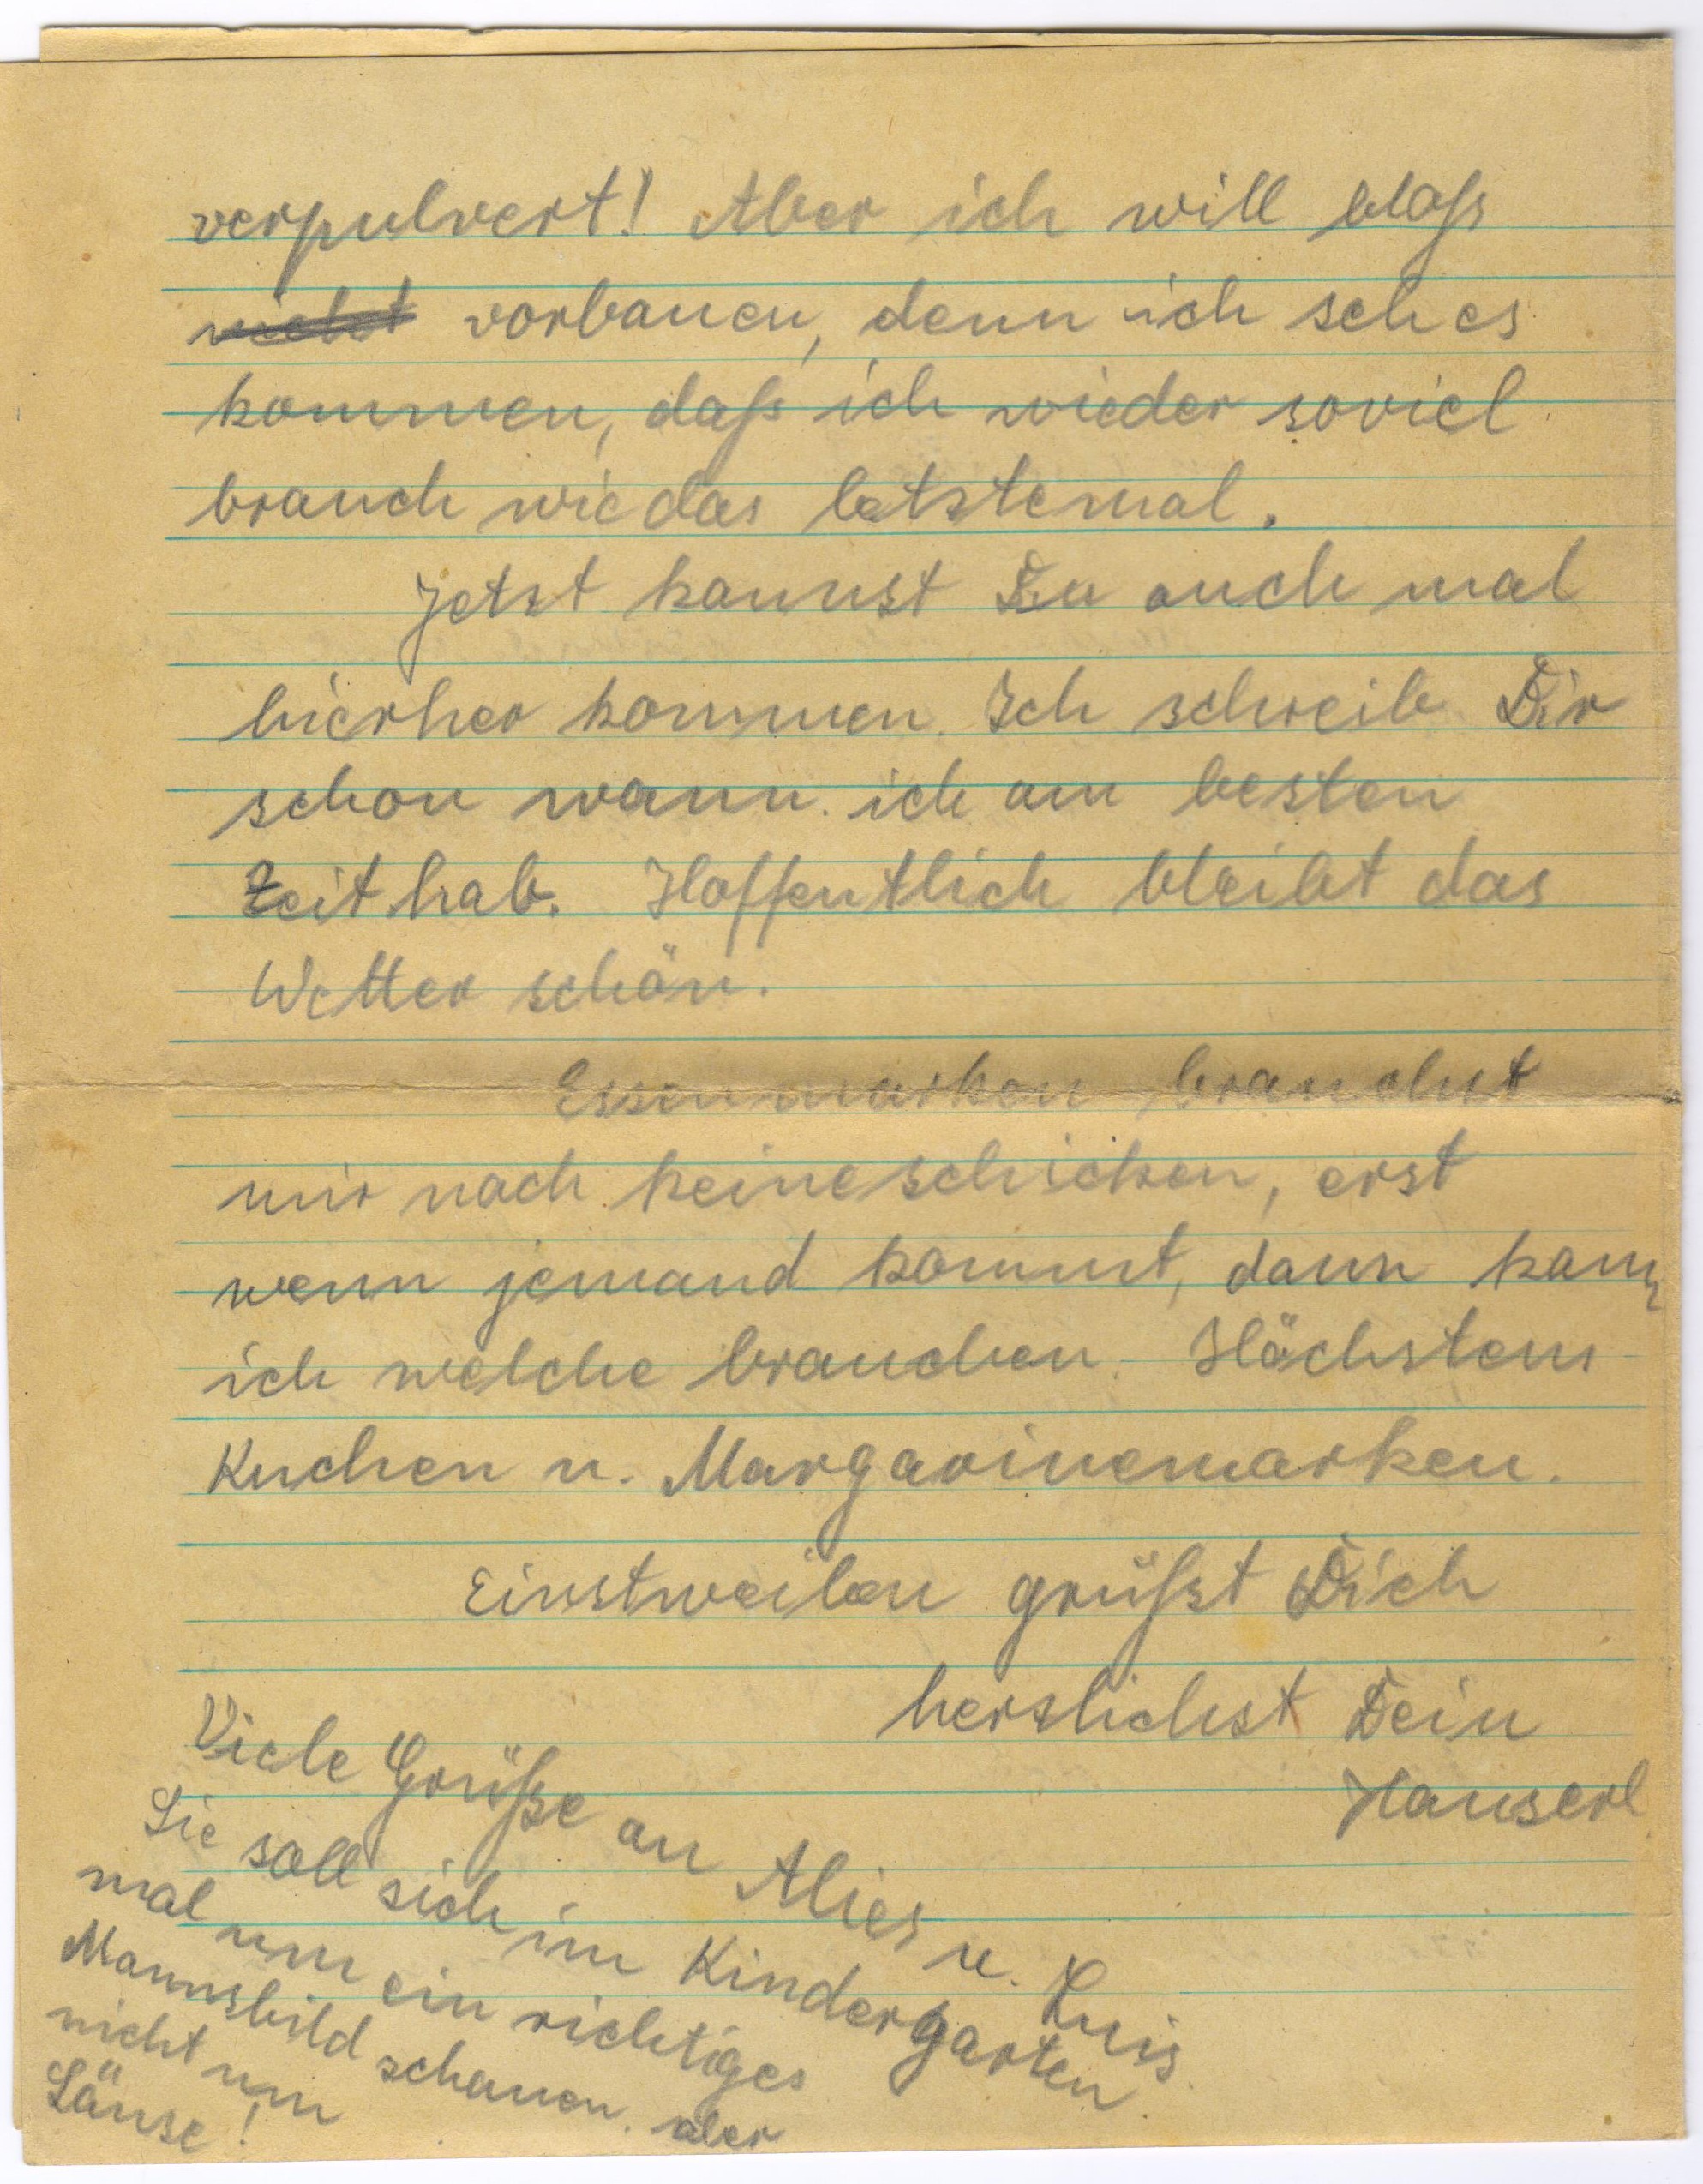 verpulvert! Aber ich will bloß
nicht vorbauen, denn ich seh es
kommen, daß ich wieder soviel
brauch wie das letztemal.
Jetzt kannst Du auch mal
hierher kommen. Ich schreib Dir
schon wann ich am besten
Zeit hab. Hoffentlich bleibt das
Wetter schön.
Essenmarken brauchst
mir noch keine schicken, erst
wenn jemand kommt, dann kann
ich welche brauchen. Höchstens
Kuchen u. Margarinemarken.
Einstweilen grüßt Dich
herzlichst Dein
Hanserl
Viele Grüße an Alies u. Luis.
Sie soll sich im Kindergarten
mal um ein richtiges
Mannsbild schauen. aber
nicht um
Läuse!